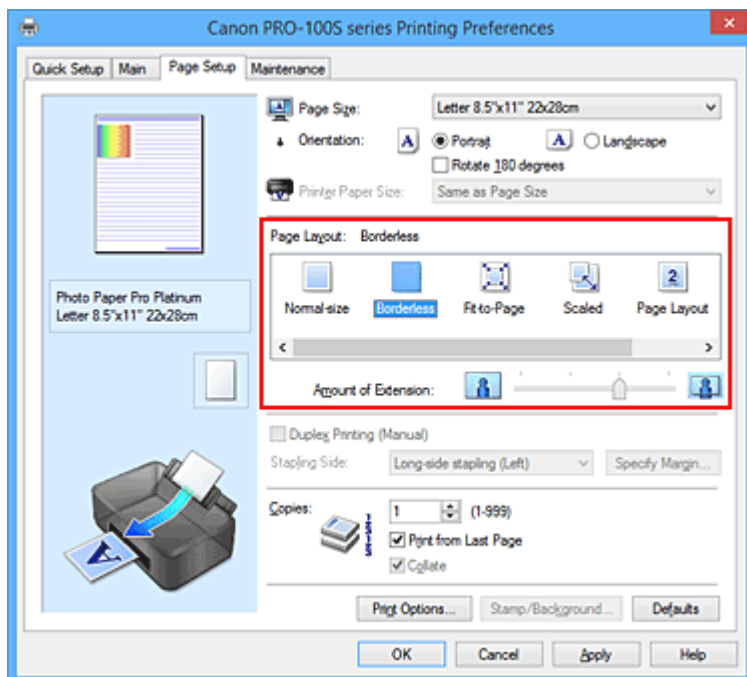 Canon PRO-100S series Printing Preferences
Quick Setup Main Page Setup Maintenance
Page Size: Letter 8.5"x11" 22x28cm
Orientation: A Portrait A Landscape
Rotate 180 degrees
Printer Paper Size: Same as Page Size
Page Layout: Borderless
2
Normal-size Borderless Fit-to-Page Scaled Page Layout
Photo Paper Pro Platinum
Letter 8.5"x11" 22x28cm
Amount of Extension:
Duplex Printing (Manual)
Stapling Side: Long-side stapling (Left) Specify Margin...
Copies: 1 (1-999)
Print from Last Page
Collate
A
Print Options... Stamp/Background... Defaults
OK Cancel Apply Help